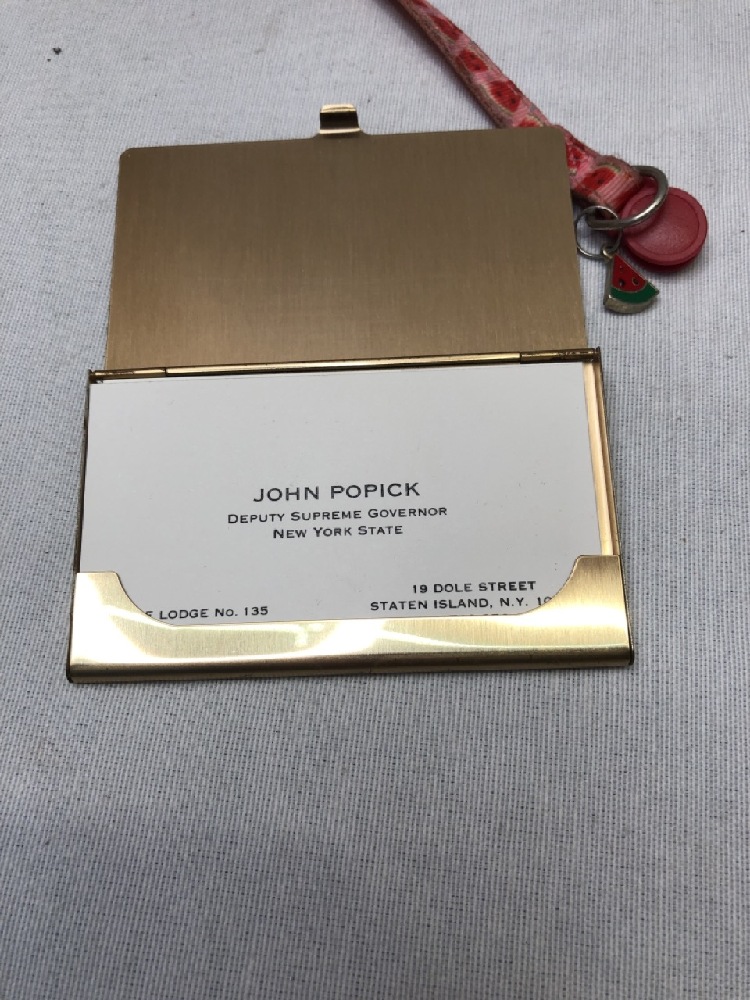 JOHN POPICK
DEPUTY SUPREME GOVERNOR
NEW YORK STATE
LODGE NO. 135
19 DOLE STREET
STATEN ISLAND, N.Y.